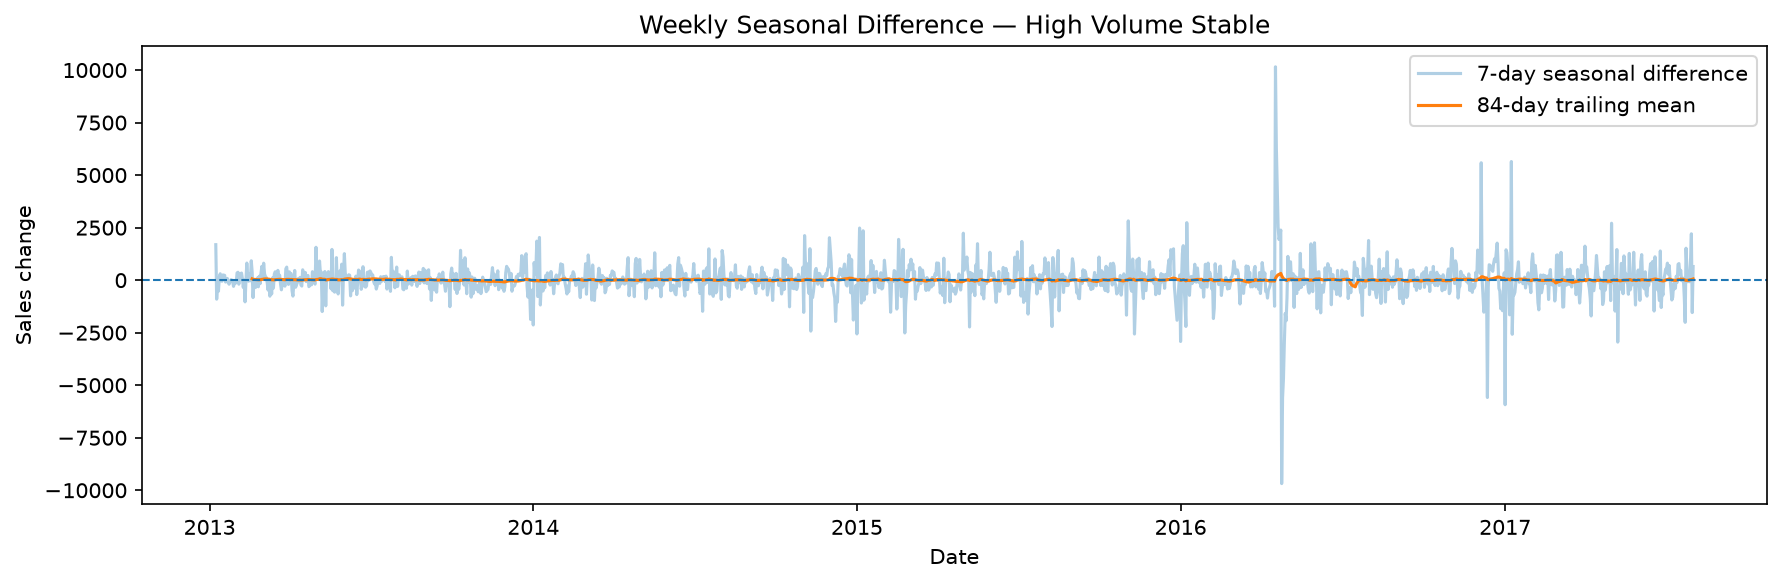 Weekly Seasonal Difference — High Volume Stable
7-day seasonal difference
84-day trailing mean
Sales change
10000
7500
5000
2500
0
−2500
−5000
−7500
−10000
2013 2014 2015 2016 2017
Date